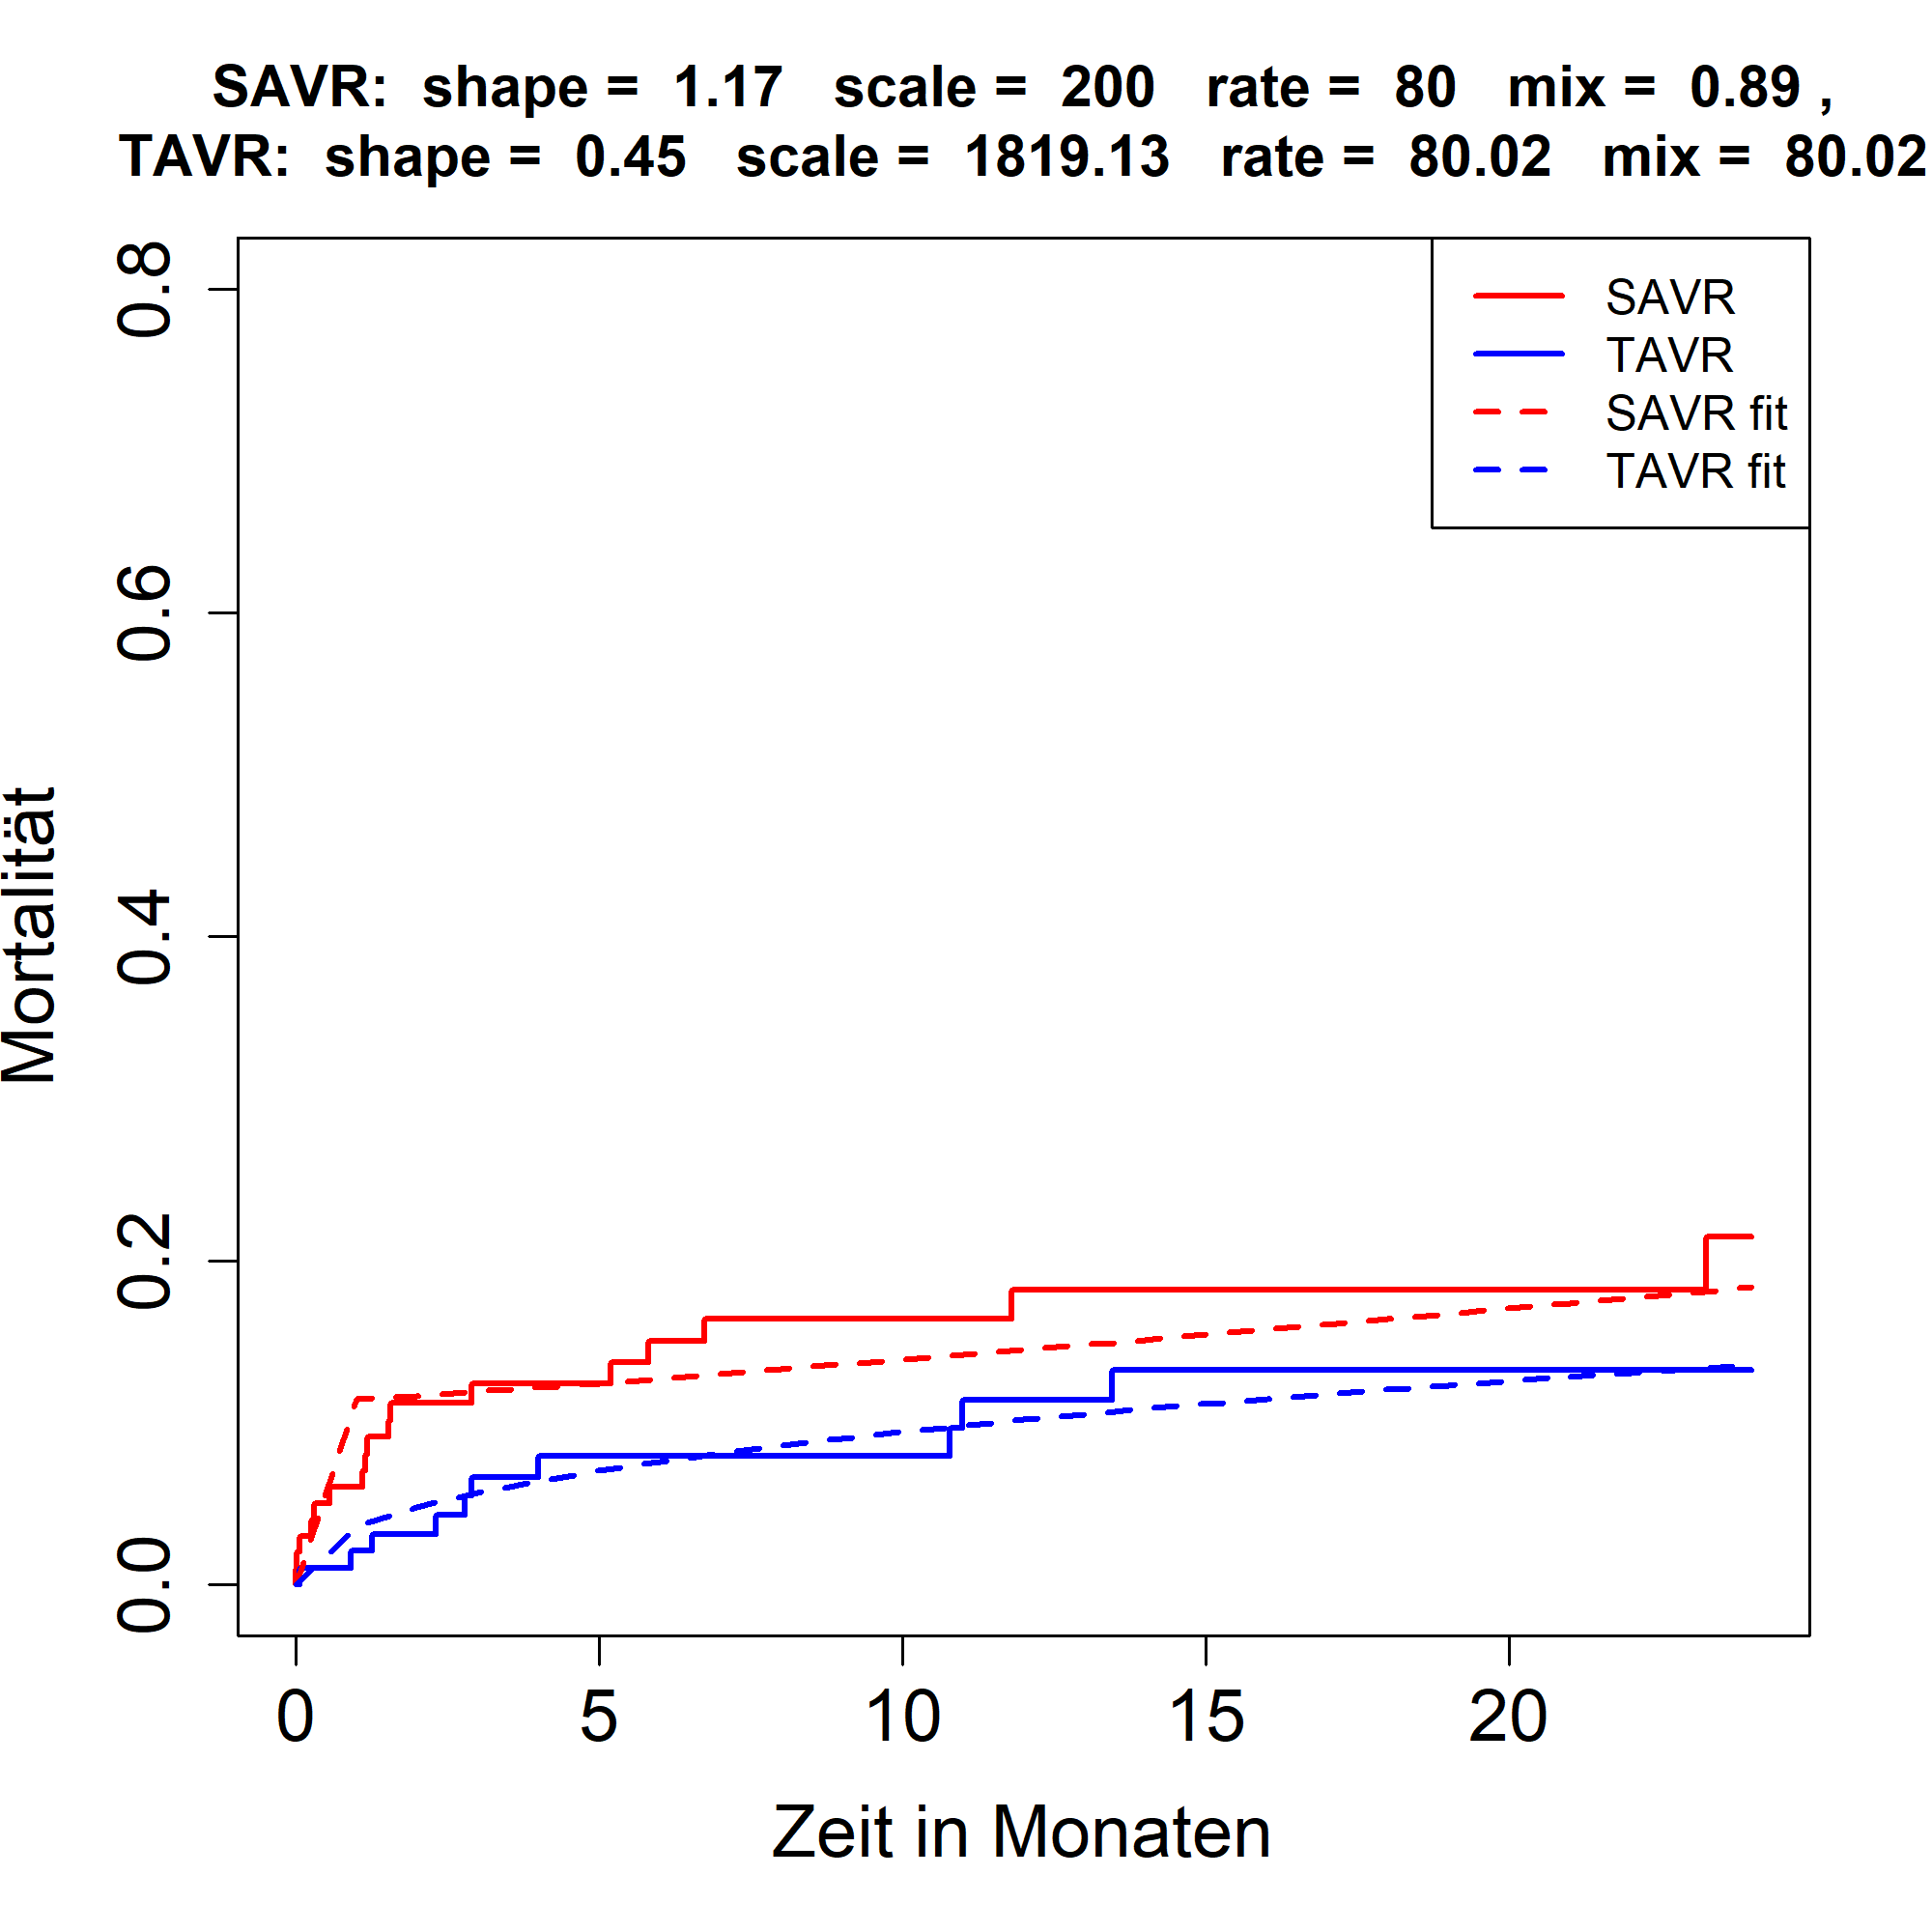 SAVR: shape = 1.17 scale = 200 rate = 80 mix = 0.89 ,
TAVR: shape = 0.45 scale = 1819.13 rate = 80.02 mix = 80.02
SAVR
TAVR
SAVR fit
TAVR fit
Mortalität
0.8
0.6
0.4
0.2
0.0
0 5 10 15 20
Zeit in Monaten